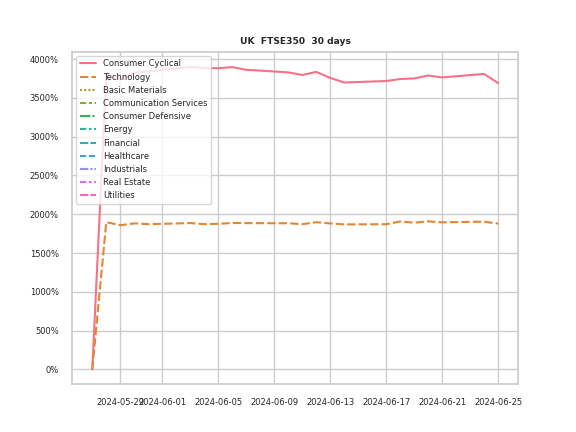 UK FTSE350 30 days
4000%
3500%
3000%
2500%
2000%
1500%
1000%
500%
0%
Consumer Cyclical
Technology
Basic Materials
Communication Services
Consumer Defensive
Energy
Financial
Healthcare
Industrials
Real Estate
Utilities
2024-05-29 2024-06-01 2024-06-05 2024-06-09 2024-06-13 2024-06-17 2024-06-21 2024-06-25